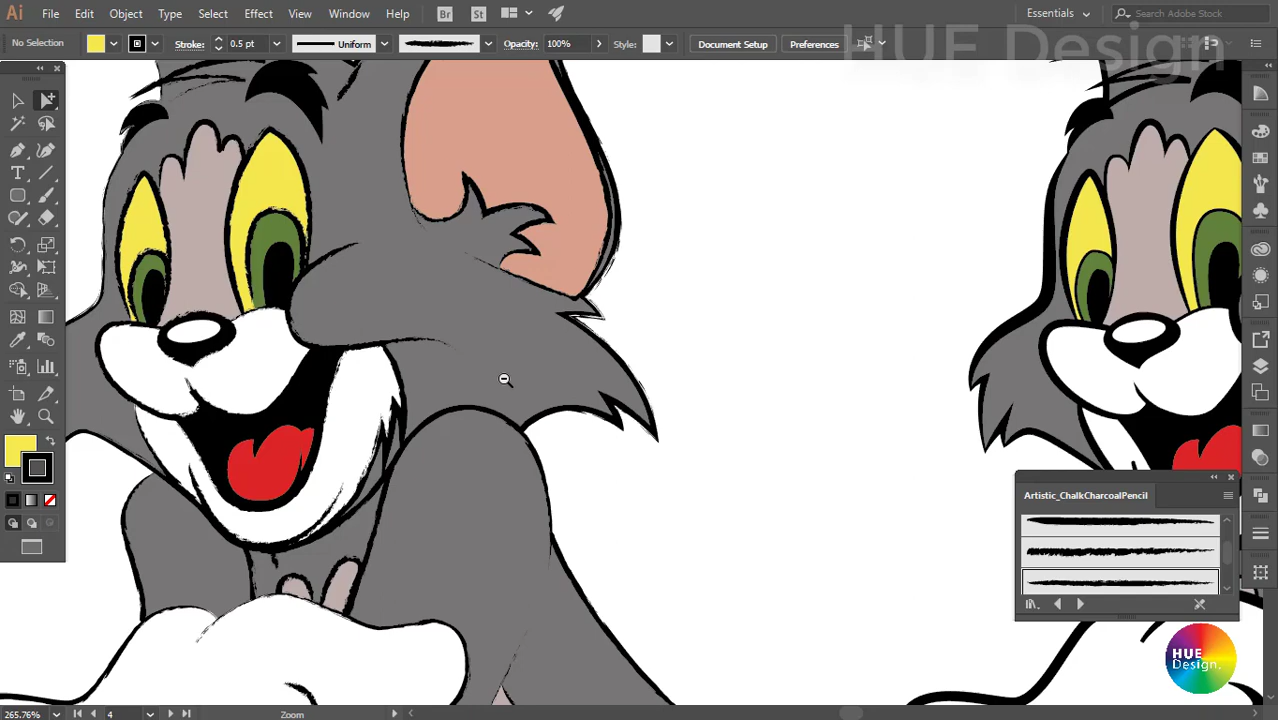 Ai File Edit Object Type Select Effect View Window Help Br St Essentials Search Adobe Stock
No Selection Stroke: 0.5 pt Uniform Opacity: 100% Style: Document Setup Preferences
HUE Design
T
Artistic_ChalkCharcoalPencil
HUE
Design.
265.76% 4 Zoom